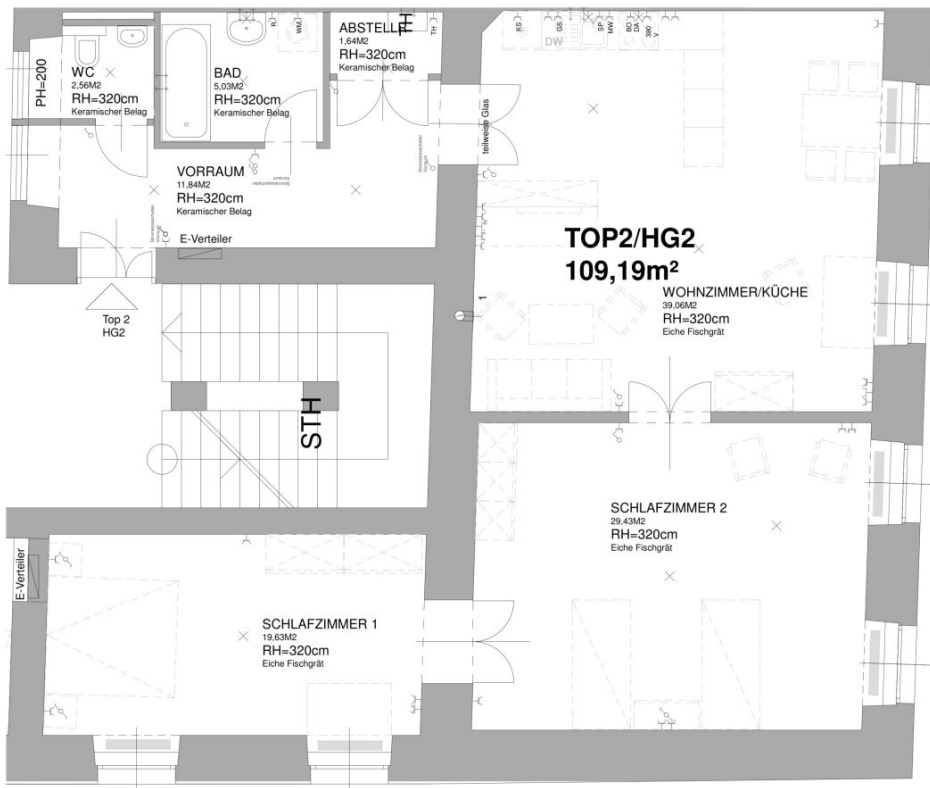 PH=200
WC
2,56M2
RH=320cm
Keramischer Belag
BAD
5,03M2
RH=320cm
Keramischer Belag
R
WM
ABSTELLR
1,64M2
RH=320cm
Keramischer Belag
TH
TH
VORRAUM
11,84M2
RH=320cm
Keramischer Belag
E-Verteiler
teilweise Glas
KS
GS
DW
SP
MW
BO
DA
380
V
TOP2/HG2
109,19m²
WOHNZIMMER/KÜCHE
39,06M2
RH=320cm
Eiche Fischgrät
1
Top 2
HG2
STH
SCHLAFZIMMER 2
29,43M2
RH=320cm
Eiche Fischgrät
E-Verteiler
SCHLAFZIMMER 1
19,63M2
RH=320cm
Eiche Fischgrät